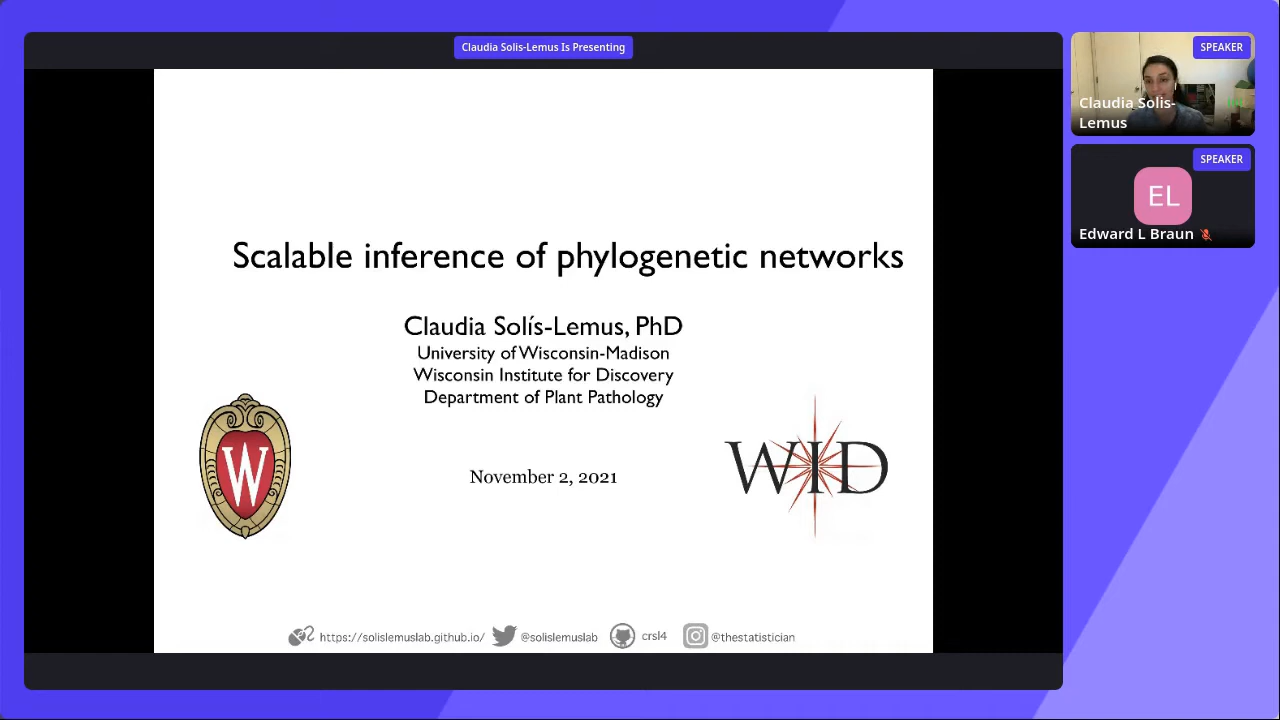 Claudia Solis-Lemus Is Presenting
Scalable inference of phylogenetic networks
Claudia Solís-Lemus, PhD
University of Wisconsin-Madison
Wisconsin Institute for Discovery
Department of Plant Pathology
W
WID
November 2, 2021
https://solislemuslab.github.io/ @solislemuslab crsl4 @thestatistician
SPEAKER
Claudia Solis-
Lemus
SPEAKER
EL
Edward L Braun